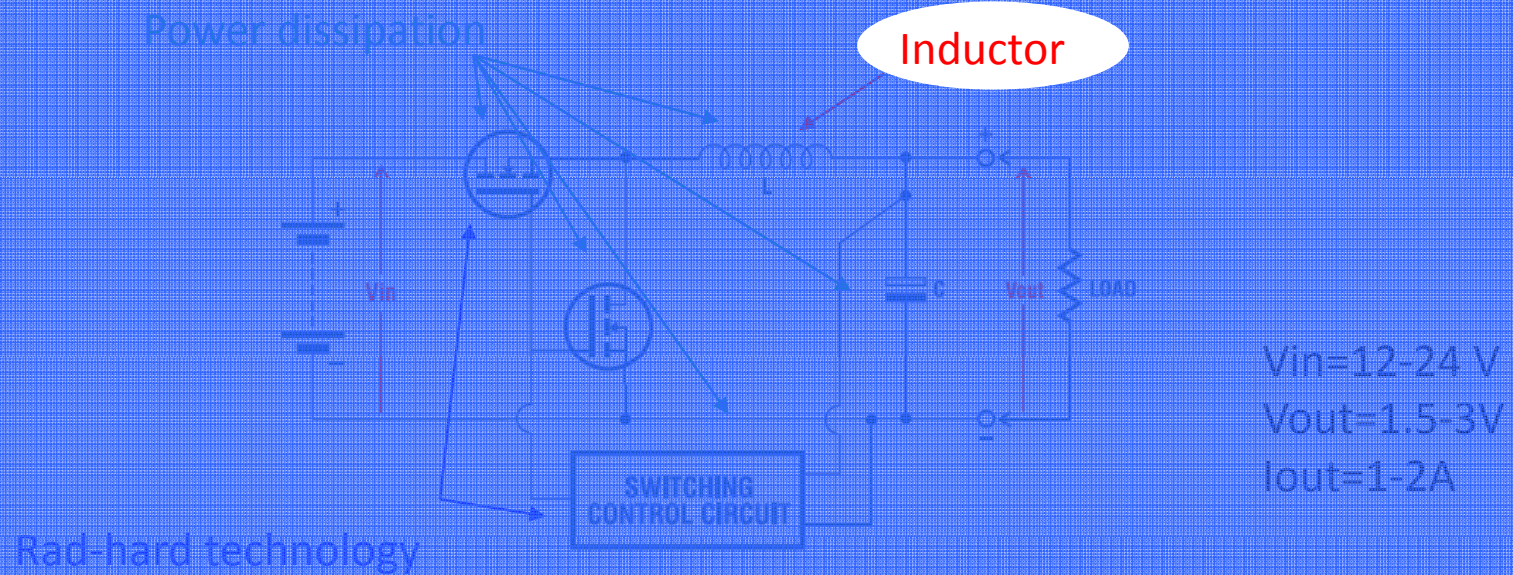 Power dissipation
Inductor
+
L
+
Vin
C
Vout
LOAD
−
Vin=12-24 V
Vout=1.5-3V
Iout=1-2A
−
SWITCHING
CONTROL CIRCUIT
Rad-hard technology